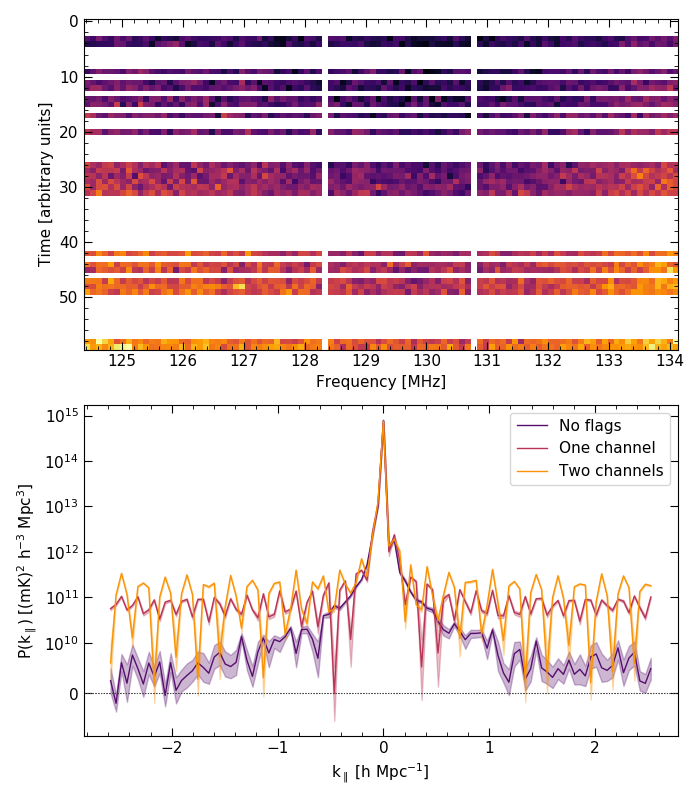 0
10
20
30
40
50
Time [arbitrary units]
125 126 127 128 129 130 131 132 133 134
Frequency [MHz]
10^15
10^14
10^13
10^12
10^11
10^10
0
P(k_∥) [(mK)^2 h^−3 Mpc^3]
No flags
One channel
Two channels
−2 −1 0 1 2
k_∥ [h Mpc^−1]